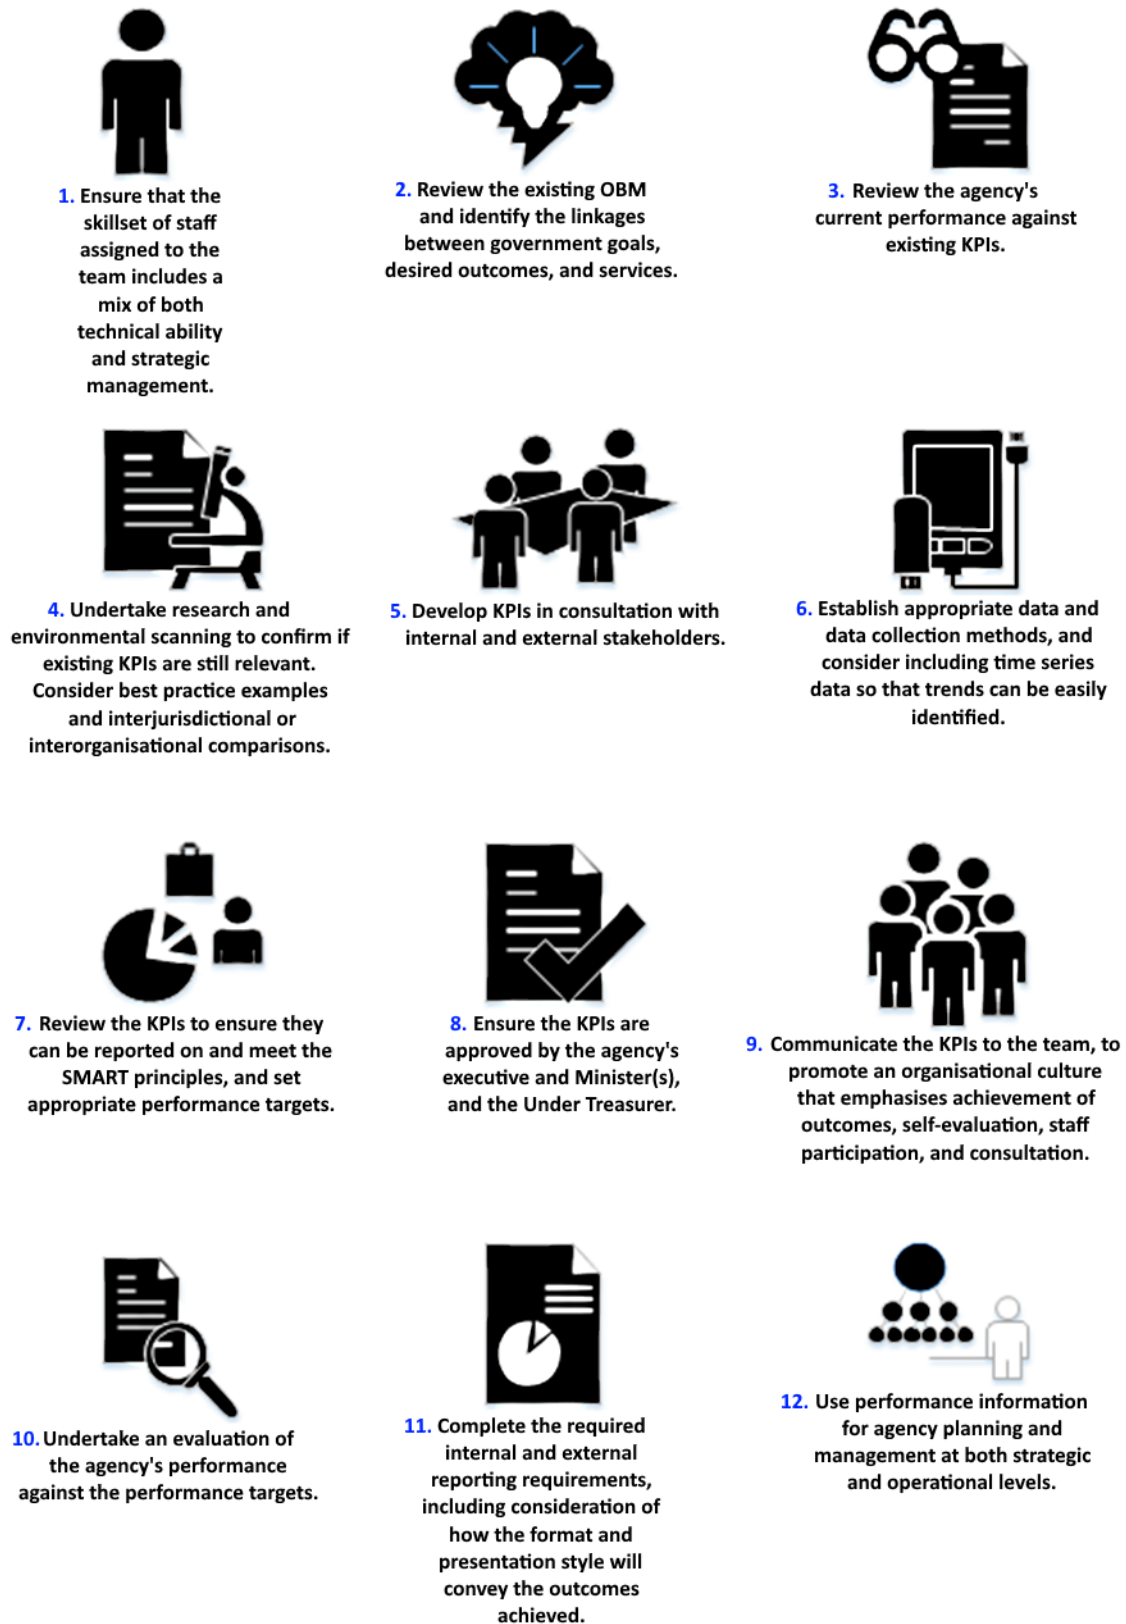 1. Ensure that the
skillset of staff
assigned to the
team includes a
mix of both
technical ability
and strategic
management.
2. Review the existing OBM
and identify the linkages
between government goals,
desired outcomes, and services.
3. Review the agency's
current performance against
existing KPIs.
4. Undertake research and
environmental scanning to confirm if
existing KPIs are still relevant.
Consider best practice examples
and interjurisdictional or
interorganisational comparisons.
5. Develop KPIs in consultation with
internal and external stakeholders.
6. Establish appropriate data and
data collection methods, and
consider including time series
data so that trends can be easily
identified.
7. Review the KPIs to ensure they
can be reported on and meet the
SMART principles, and set
appropriate performance targets.
8. Ensure the KPIs are
approved by the agency's
executive and Minister(s),
and the Under Treasurer.
9. Communicate the KPIs to the team, to
promote an organisational culture
that emphasises achievement of
outcomes, self-evaluation, staff
participation, and consultation.
10. Undertake an evaluation of
the agency's performance
against the performance targets.
11. Complete the required
internal and external
reporting requirements,
including consideration of
how the format and
presentation style will
convey the outcomes
achieved.
12. Use performance information
for agency planning and
management at both strategic
and operational levels.